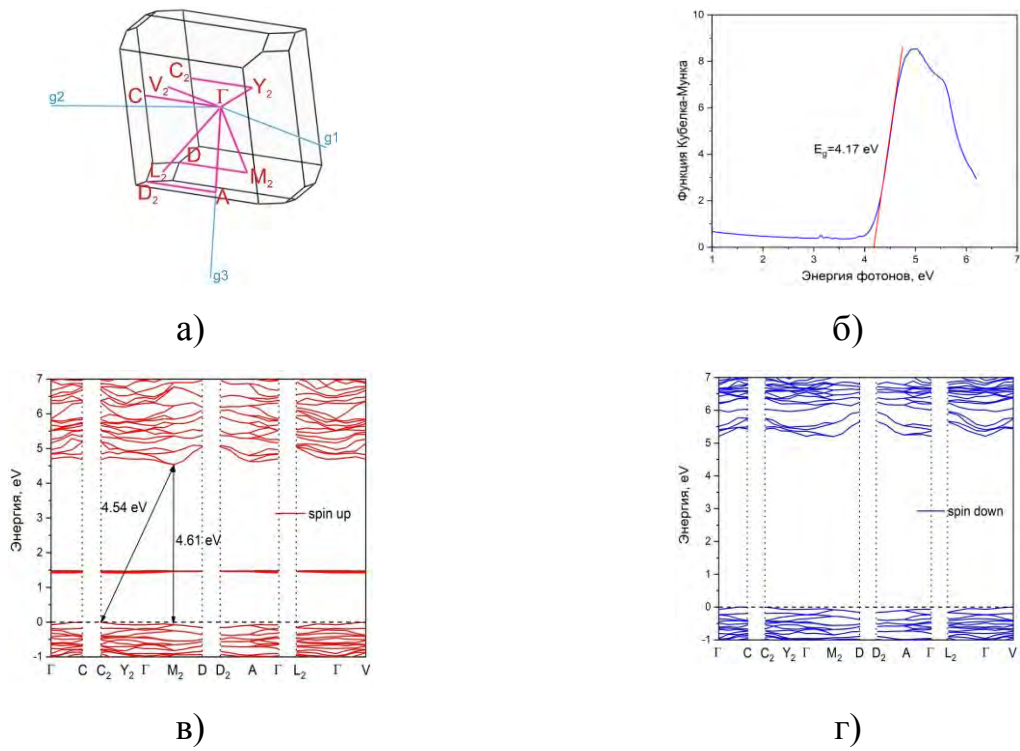 C₂
V₂
Γ
Y₂
C
g2
g1
D
L₂
M₂
D₂
A
g3
а)
Функция Кубелка-Мунка
10
8
6
4
2
0
E_g=4.17 eV
1 2 3 4 5 6 7
Энергия фотонов, eV
б)
Энергия, eV
7
6
5
4
3
2
1
0
-1
4.54 eV
4.61 eV
spin up
Γ C C₂ Y₂ Γ M₂ D D₂ A Γ L₂ Γ V
в)
Энергия, eV
7
6
5
4
3
2
1
0
-1
spin down
Γ C C₂ Y₂ Γ M₂ D D₂ A Γ L₂ Γ V
г)